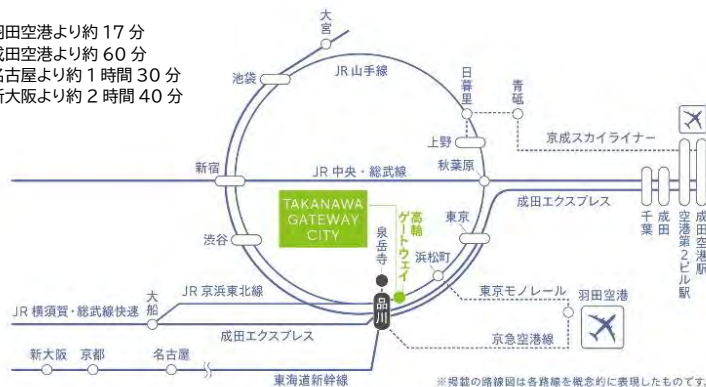 羽田空港より約17分
成田空港より約60分
名古屋より約1時間30分
新大阪より約2時間40分
大宮
池袋
JR山手線
日暮里
青砥
上野
京成スカイライナー
新宿
JR中央・総武線
秋葉原
成田エクスプレス
千葉
成田
空港第2ビル駅
成田空港駅
TAKANAWA
GATEWAY
CITY
高輪
ゲートウェイ
泉岳寺
渋谷
東京
浜松町
JR京浜東北線
大船
JR横須賀・総武線快速
品川
東京モノレール
羽田空港
成田エクスプレス
京急空港線
新大阪
京都
名古屋
東海道新幹線
※掲載の路線図は各路線を概念的に表現したものです。